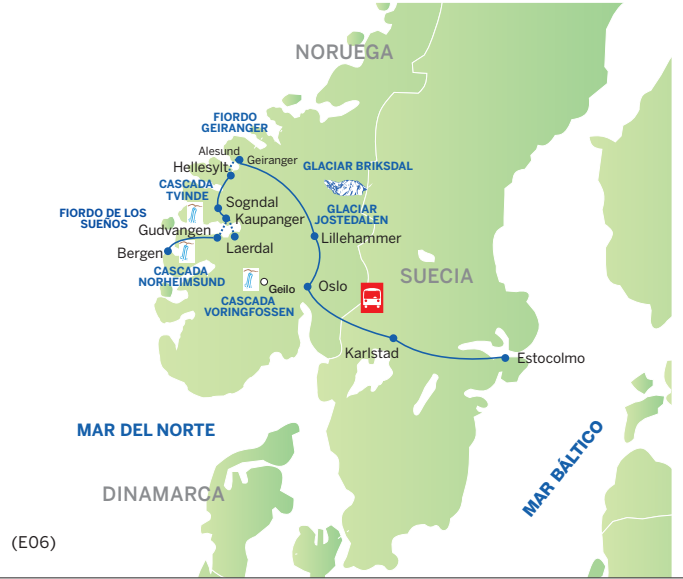 NORUEGA
FIORDO
GEIRANGER
Alesund
Geiranger
Hellesylt
GLACIAR BRIKSDAL
CASCADA
TVINDE
Sogndal
GLACIAR
JOSTEDALEN
FIORDO DE LOS
SUEÑOS
Kaupanger
Gudvangen
Lillehammer
Bergen
Laerdal
CASCADA
NORHEIMSUND
SUECIA
Geilo
Oslo
CASCADA
VORINGFOSSEN
Karlstad
Estocolmo
MAR DEL NORTE
MAR BÁLTICO
DINAMARCA
(E06)